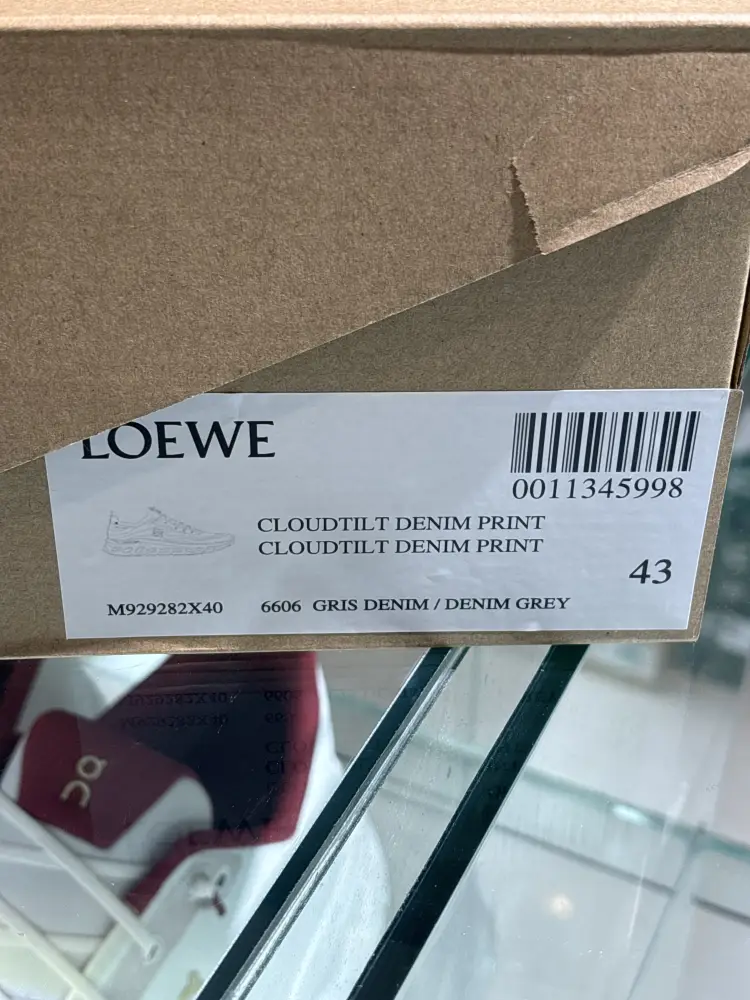 LOEWE
0011345998
CLOUDTILT DENIM PRINT
CLOUDTILT DENIM PRINT
43
M929282X40 6606 GRIS DENIM / DENIM GREY